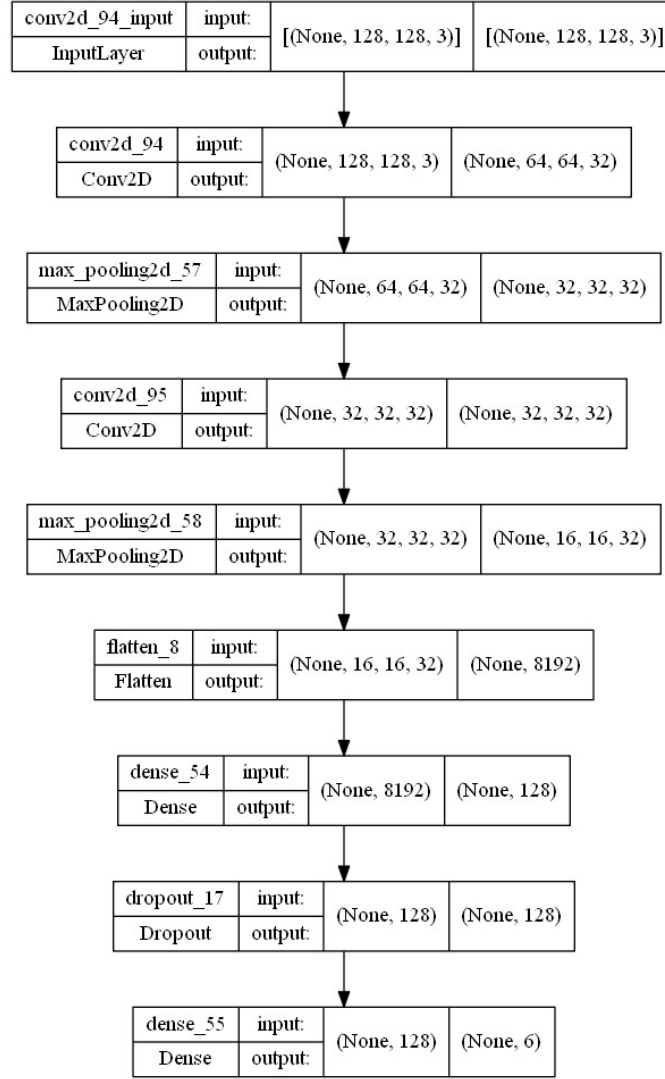 conv2d_94_input input: [(None, 128, 128, 3)] [(None, 128, 128, 3)]
InputLayer output:
conv2d_94 input: (None, 128, 128, 3) (None, 64, 64, 32)
Conv2D output:
max_pooling2d_57 input: (None, 64, 64, 32) (None, 32, 32, 32)
MaxPooling2D output:
conv2d_95 input: (None, 32, 32, 32) (None, 32, 32, 32)
Conv2D output:
max_pooling2d_58 input: (None, 32, 32, 32) (None, 16, 16, 32)
MaxPooling2D output:
flatten_8 input: (None, 16, 16, 32) (None, 8192)
Flatten output:
dense_54 input: (None, 8192) (None, 128)
Dense output:
dropout_17 input: (None, 128) (None, 128)
Dropout output:
dense_55 input: (None, 128) (None, 6)
Dense output: